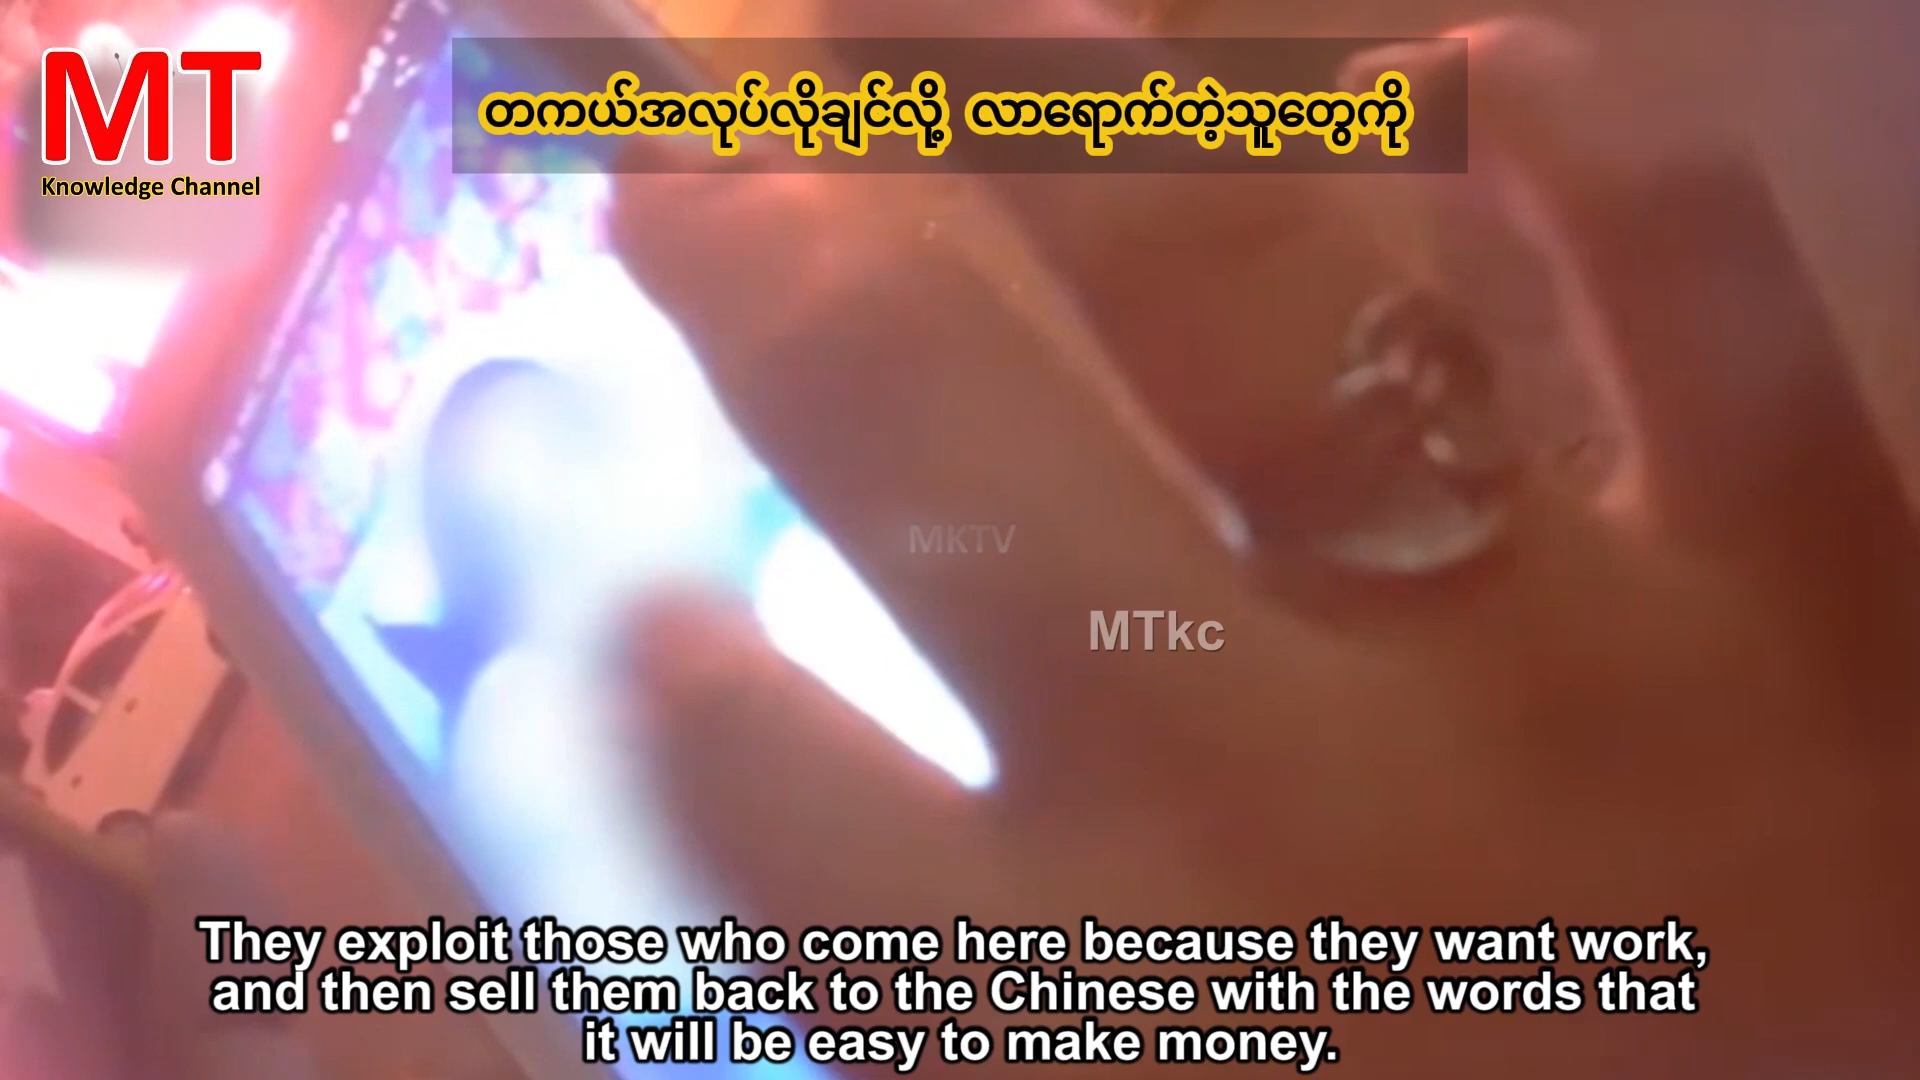 MT
Knowledge Channel
တကယ်အလုပ်လိုချင်လို့ လာရောက်တဲ့သူတွေကို
MKTV
MTkc
They exploit those who come here because they want work,
and then sell them back to the Chinese with the words that
it will be easy to make money.